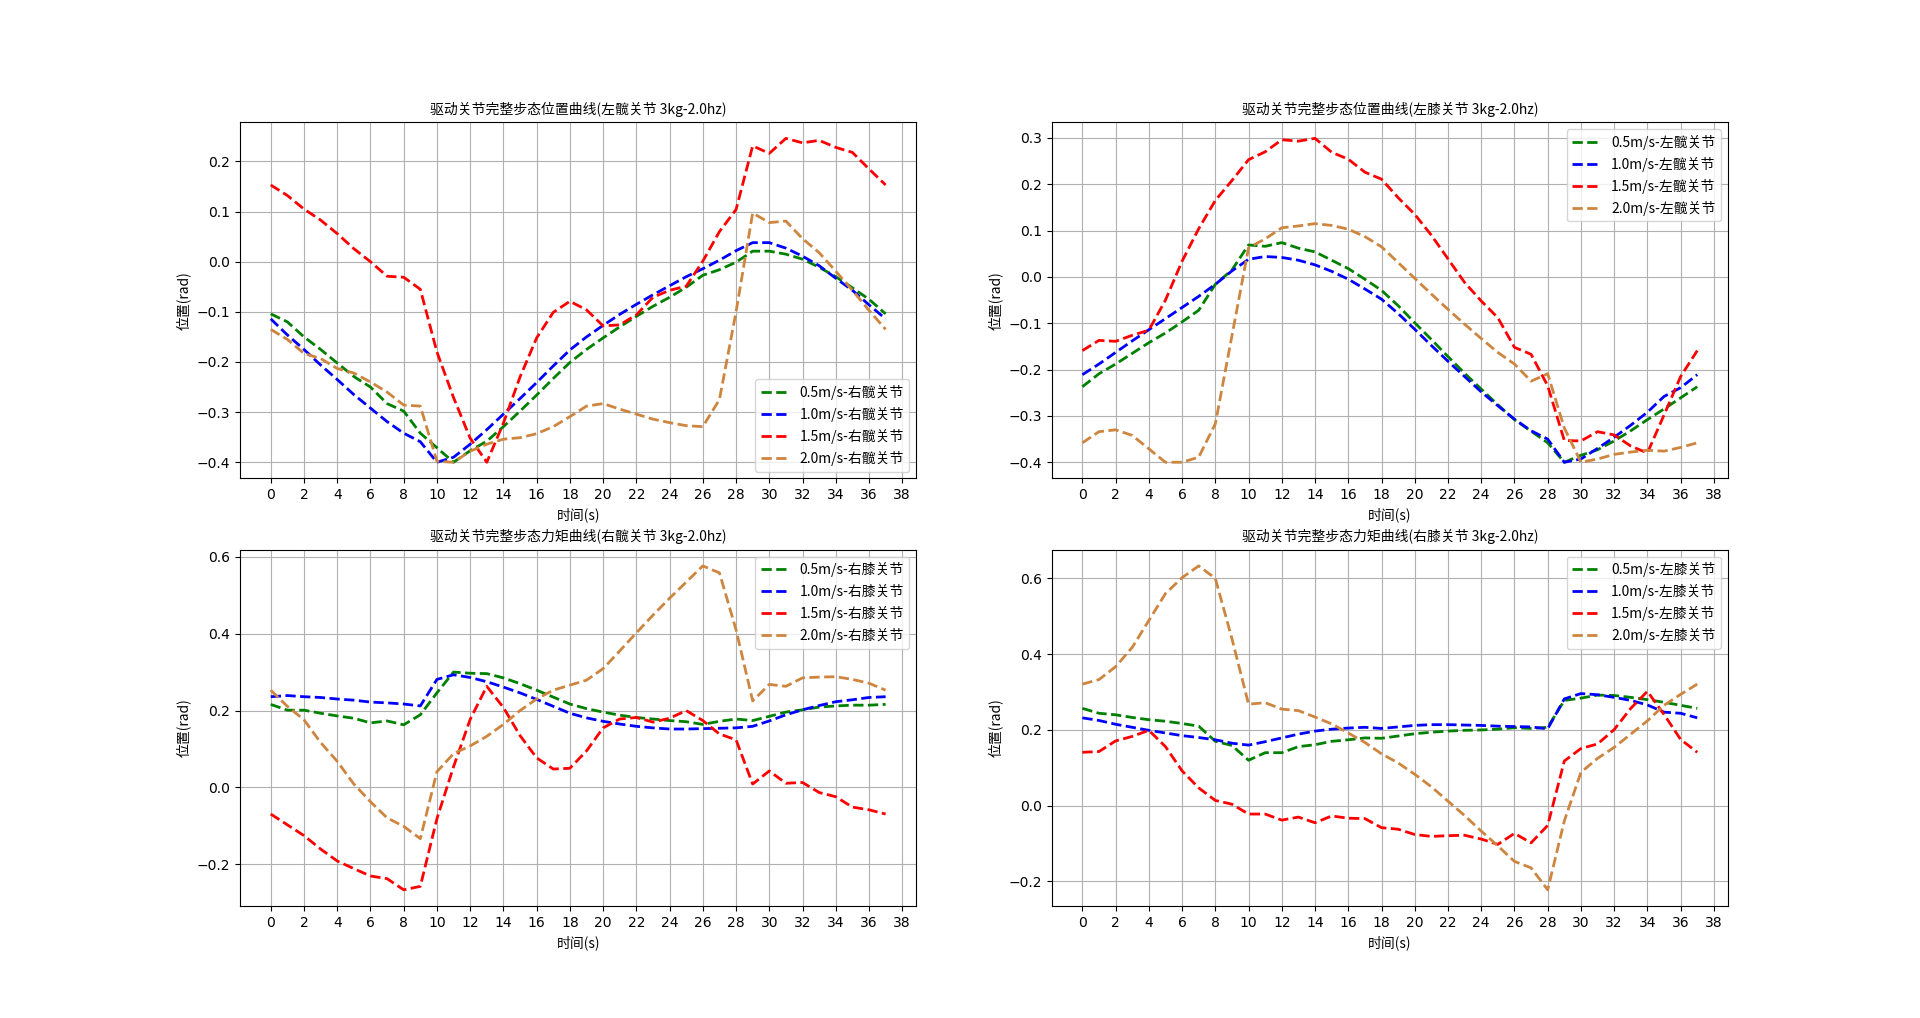 驱动关节完整步态位置曲线(左髋关节 3kg-2.0hz)
位置(rad)
0.2
0.1
0.0
−0.1
−0.2
−0.3
−0.4
0.5m/s-右髋关节
1.0m/s-右髋关节
1.5m/s-右髋关节
2.0m/s-右髋关节
0 2 4 6 8 10 12 14 16 18 20 22 24 26 28 30 32 34 36 38
时间(s)
驱动关节完整步态位置曲线(左膝关节 3kg-2.0hz)
位置(rad)
0.3
0.2
0.1
0.0
−0.1
−0.2
−0.3
−0.4
0.5m/s-左髋关节
1.0m/s-左髋关节
1.5m/s-左髋关节
2.0m/s-左髋关节
0 2 4 6 8 10 12 14 16 18 20 22 24 26 28 30 32 34 36 38
时间(s)
驱动关节完整步态力矩曲线(右髋关节 3kg-2.0hz)
位置(rad)
0.6
0.4
0.2
0.0
−0.2
0.5m/s-右膝关节
1.0m/s-右膝关节
1.5m/s-右膝关节
2.0m/s-右膝关节
0 2 4 6 8 10 12 14 16 18 20 22 24 26 28 30 32 34 36 38
时间(s)
驱动关节完整步态力矩曲线(右膝关节 3kg-2.0hz)
位置(rad)
0.6
0.4
0.2
0.0
−0.2
0.5m/s-左膝关节
1.0m/s-左膝关节
1.5m/s-左膝关节
2.0m/s-左膝关节
0 2 4 6 8 10 12 14 16 18 20 22 24 26 28 30 32 34 36 38
时间(s)